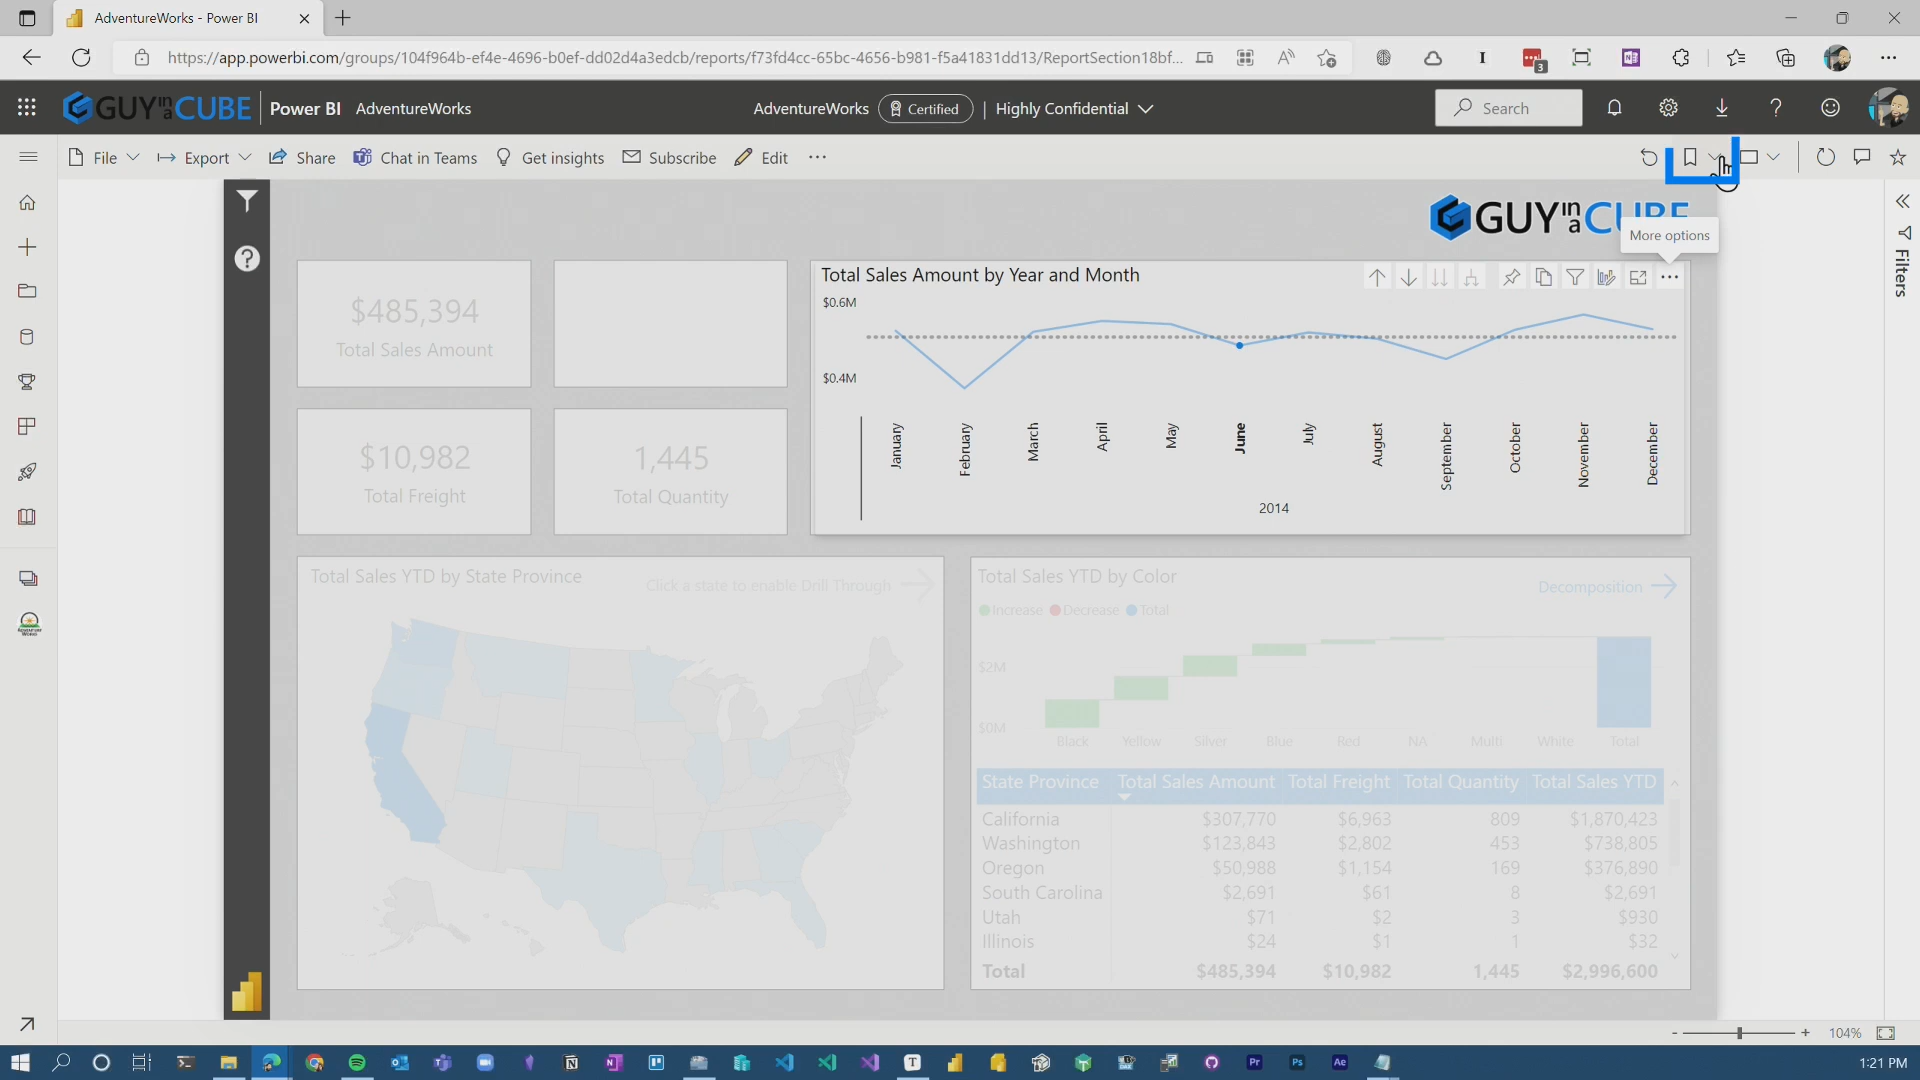 AdventureWorks - Power BI
https://app.powerbi.com/groups/104f964b-ef4e-4696-b0ef-dd02d4a3edcb/reports/f73fd4cc-65bc-4656-b981-f5a41831dd13/ReportSection18bf...
3
GUY in a CUBE
Power BI AdventureWorks
AdventureWorks Certified | Highly Confidential
Search
File Export Share Chat in Teams Get insights Subscribe Edit
GUY in a CUBE
More options
Filters
$485,394
Total Sales Amount
$10,982
Total Freight
1,445
Total Quantity
Total Sales Amount by Year and Month
$0.6M
$0.4M
January
February
March
April
May
June
July
August
September
October
November
December
2014
Total Sales YTD by State Province
Click a state to enable Drill Through
Total Sales YTD by Color
Decomposition
Increase Decrease Total
$2M
$0M
Black Yellow Silver Blue Red NA Multi White Total
State Province Total Sales Amount Total Freight Total Quantity Total Sales YTD
California $307,770 $6,963 809 $1,870,423
Washington $123,843 $2,802 453 $738,805
Oregon $50,988 $1,154 169 $376,890
South Carolina $2,691 $61 8 $2,691
Utah $71 $2 3 $930
Illinois $24 $1 1 $32
Total $485,394 $10,982 1,445 $2,996,600
104%
1:21 PM